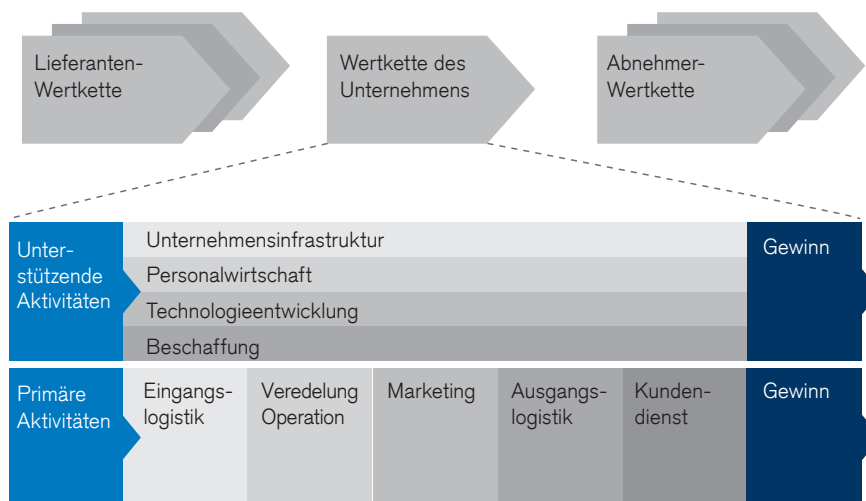 Lieferanten-
Wertkette
Wertkette des
Unternehmens
Abnehmer-
Wertkette
Unter-
stützende
Aktivitäten
Unternehmensinfrastruktur
Personalwirtschaft
Technologieentwicklung
Beschaffung
Gewinn
Primäre
Aktivitäten
Eingangs-
logistik
Veredelung
Operation
Marketing
Ausgangs-
logistik
Kunden-
dienst
Gewinn